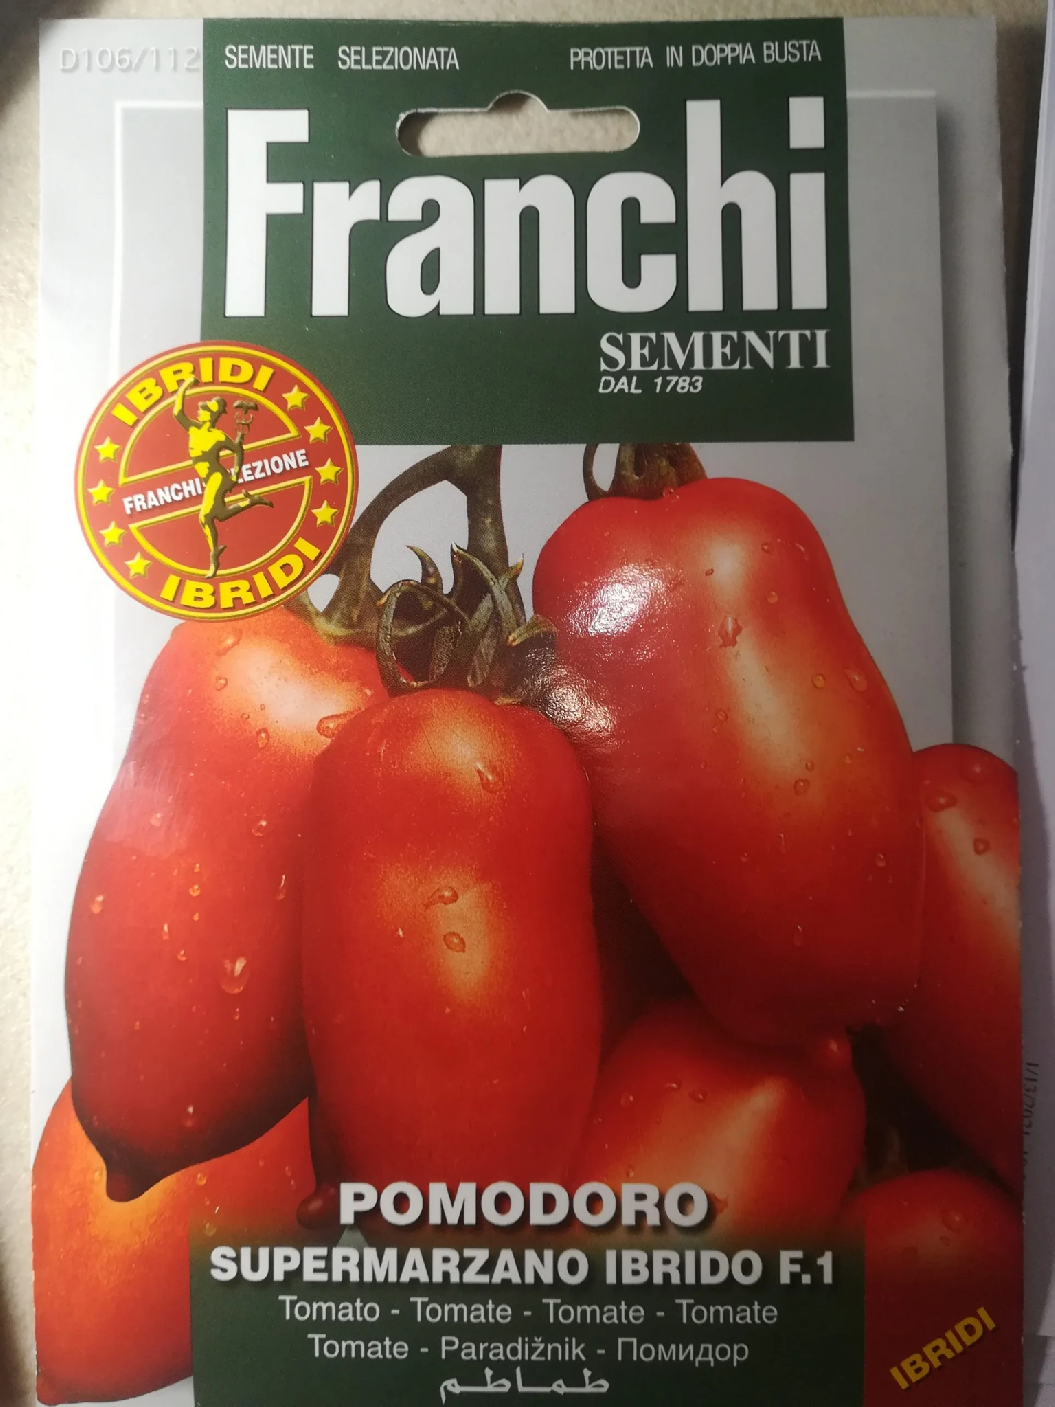 D106/112
SEMENTE SELEZIONATA
PROTETTA IN DOPPIA BUSTA
Franchi
SEMENTI
DAL 1783
IBRIDI
FRANCHI
IBRIDI
POMODORO
SUPERMARZANO IBRIDO F.1
Tomato - Tomate - Tomate - Tomate
Tomate - Paradižnik - Помидор
طماطم
IBRIDI